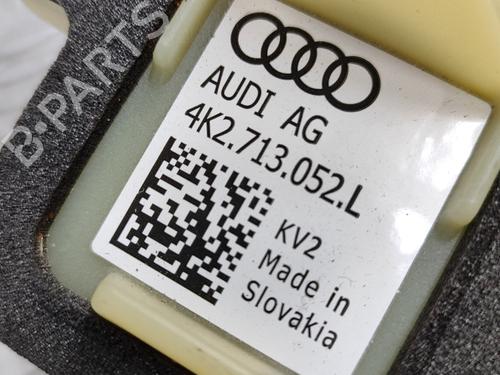 B-PARTS
AUDI AG
4K2.713.052.L
KV2
Made in
Slovakia